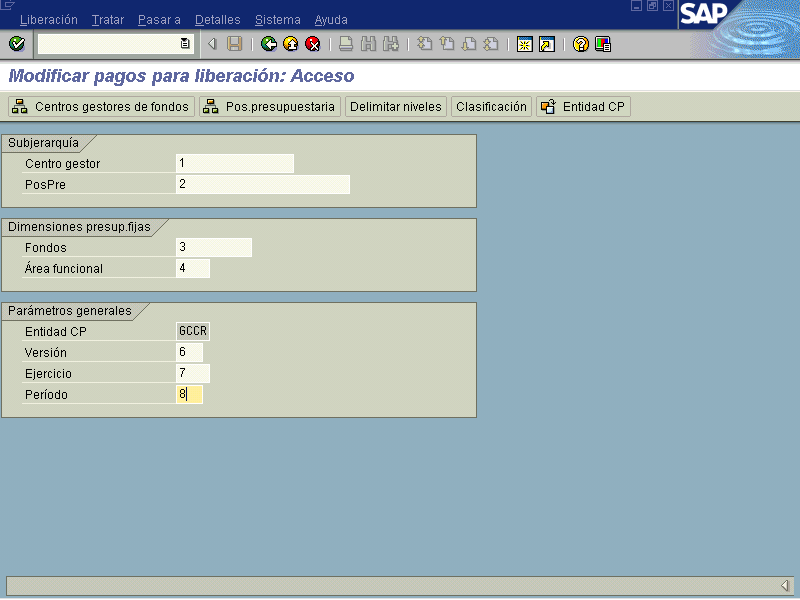 Liberación Tratar Pasar a Detalles Sistema Ayuda
SAP
Modificar pagos para liberación: Acceso
Centros gestores de fondos Pos.presupuestaria Delimitar niveles Clasificación Entidad CP
Subjerarquía
Centro gestor 1
PosPre 2
Dimensiones presup.fijas
Fondos 3
Área funcional 4
Parámetros generales
Entidad CP GCCR
Versión 6
Ejercicio 7
Período 8